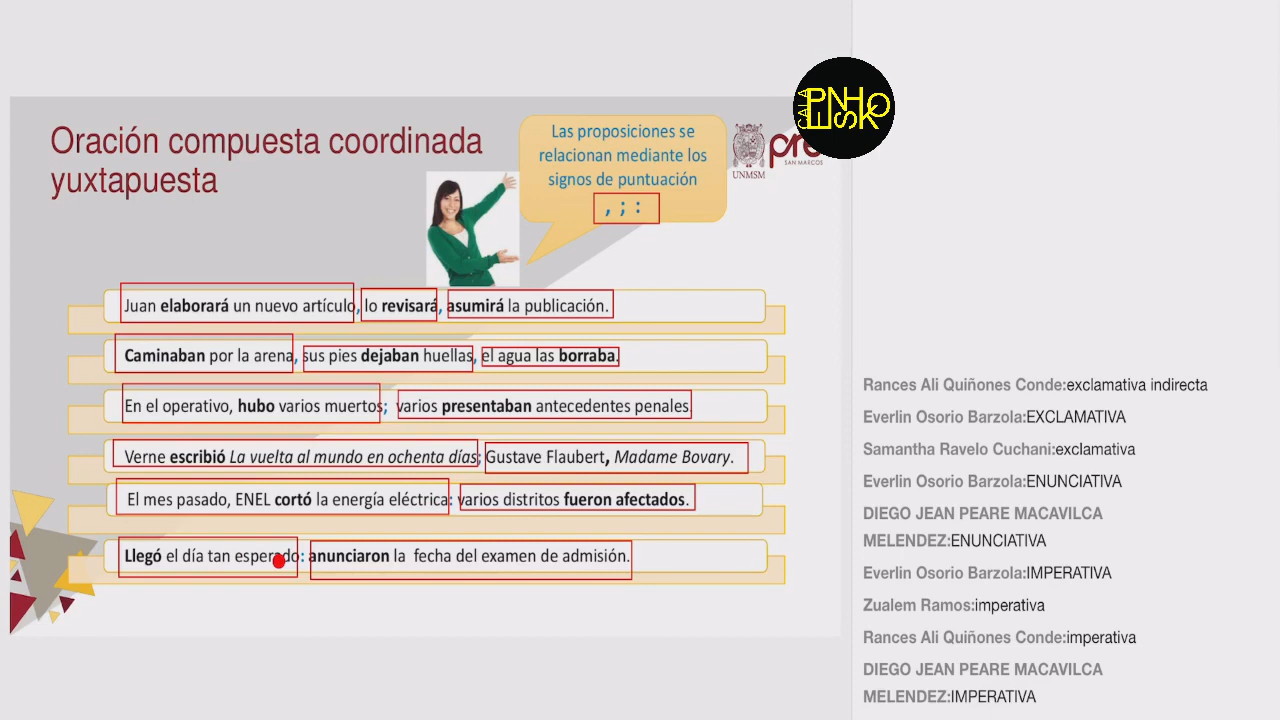 Oración compuesta coordinada
yuxtapuesta
Las proposiciones se
relacionan mediante los
signos de puntuación
, ; :
UNMSM
pre
SAN MARCOS
CALA
PNHO
ESK
Juan elaborará un nuevo artículo, lo revisará, asumirá la publicación.
Caminaban por la arena, sus pies dejaban huellas, el agua las borraba.
En el operativo, hubo varios muertos; varios presentaban antecedentes penales
Verne escribió La vuelta al mundo en ochenta días; Gustave Flaubert, Madame Bovary.
El mes pasado, ENEL cortó la energía eléctrica: varios distritos fueron afectados.
Llegó el día tan esperado: anunciaron la fecha del examen de admisión.
Rances Ali Quiñones Conde:exclamativa indirecta
Everlin Osorio Barzola:EXCLAMATIVA
Samantha Ravelo Cuchani:exclamativa
Everlin Osorio Barzola:ENUNCIATIVA
DIEGO JEAN PEARE MACAVILCA
MELENDEZ:ENUNCIATIVA
Everlin Osorio Barzola:IMPERATIVA
Zualem Ramos:imperativa
Rances Ali Quiñones Conde:imperativa
DIEGO JEAN PEARE MACAVILCA
MELENDEZ:IMPERATIVA